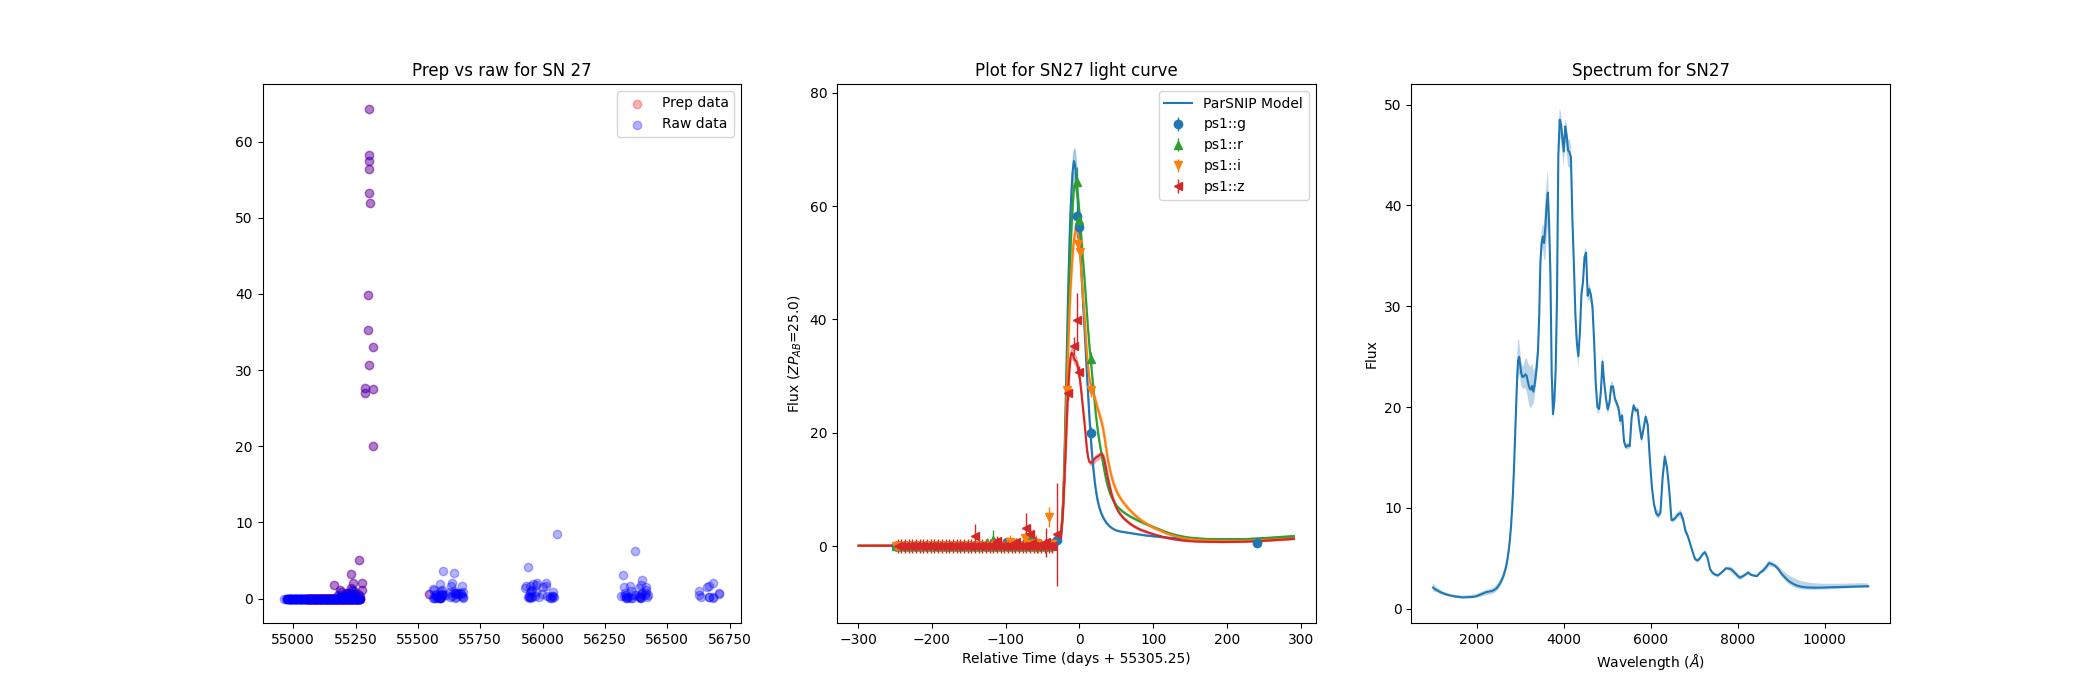 Prep vs raw for SN 27
Prep data
Raw data
60
50
40
30
20
10
0
55000 55250 55500 55750 56000 56250 56500 56750
Plot for SN27 light curve
ParSNIP Model
ps1::g
ps1::r
ps1::i
ps1::z
80
60
40
20
0
Flux (ZP_AB=25.0)
−300 −200 −100 0 100 200 300
Relative Time (days + 55305.25)
Spectrum for SN27
50
40
30
20
10
0
Flux
2000 4000 6000 8000 10000
Wavelength (Å)